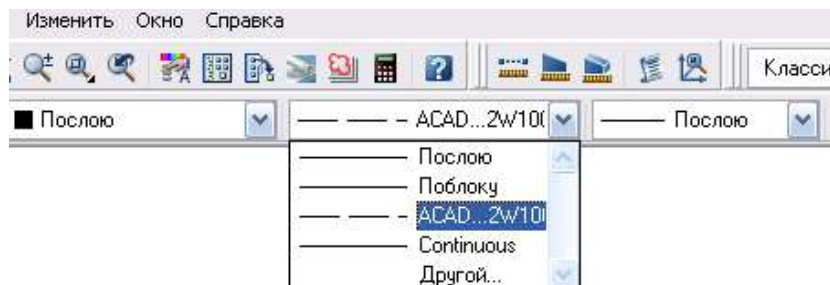 Изменить Окно Справка
Класси
Послою ACAD...2W10( Послою
Послою
Поблоку
ACAD...2W10
Continuous
Другой...